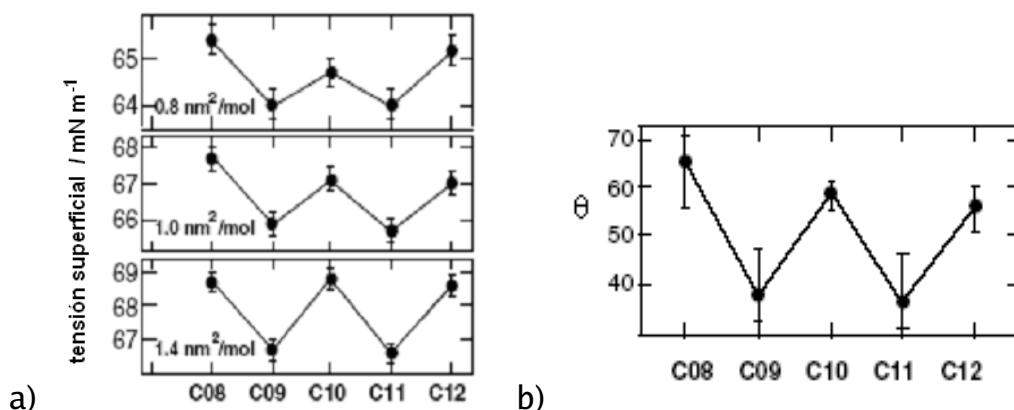 tensión superficial / mN m⁻¹
65
64
0.8 nm²/mol
68
67
66
1.0 nm²/mol
69
68
67
1.4 nm²/mol
C08 C09 C10 C11 C12
a)
θ
70
60
50
40
C08 C09 C10 C11 C12
b)